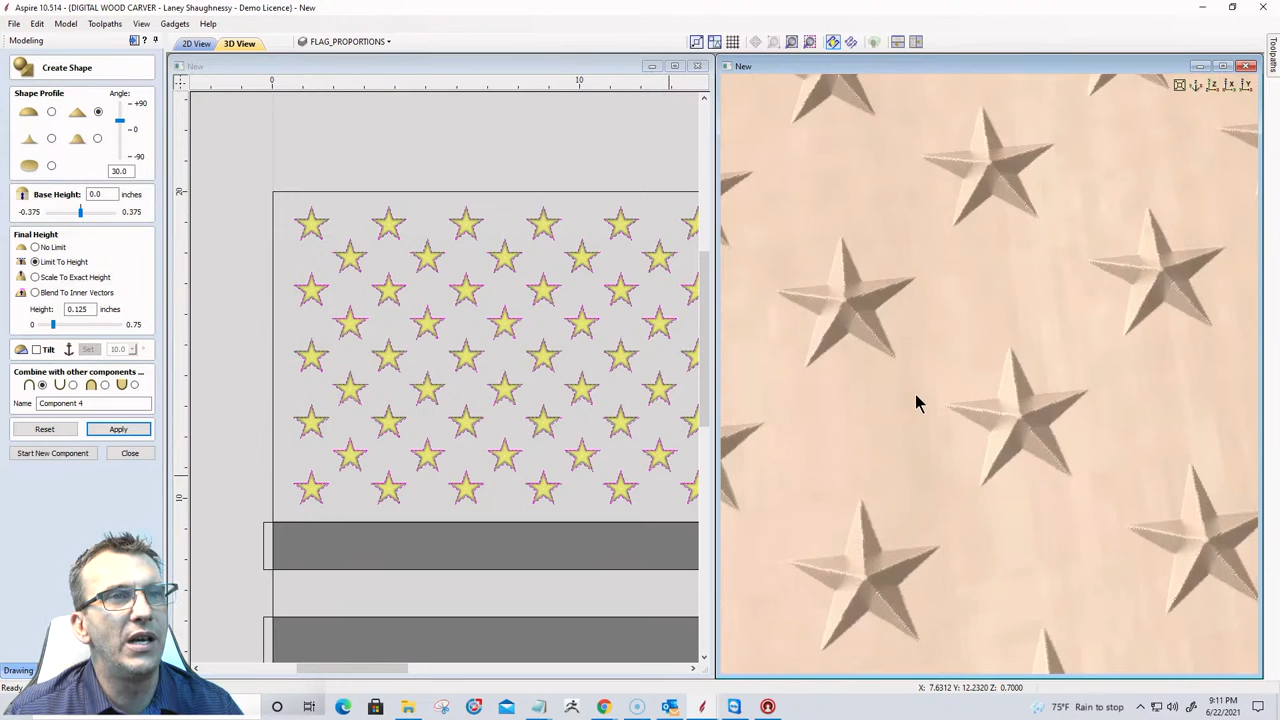 Aspire 10.514 - {DIGITAL WOOD CARVER - Laney Shaughnessy - Demo Licence} - New
File Edit Model Toolpaths View Gadgets Help
Modeling
2D View 3D View FLAG_PROPORTIONS
Toolpaths
New
New
0 10
20
10
Create Shape
Shape Profile Angle:
+90
0
-90
30.0
Base Height: 0.0 inches
-0.375 0.375
Final Height
No Limit
Limit To Height
Scale To Exact Height
Blend To Inner Vectors
Height: 0.125 inches
0 0.75
Tilt Set 10.0 °
Combine with other components ...
Name Component 4
Reset Apply
Start New Component Close
Drawing
Ready
X: 7.6312 Y: 12.2320 Z: 0.7000
75°F Rain to stop
9:11 PM
6/22/2021